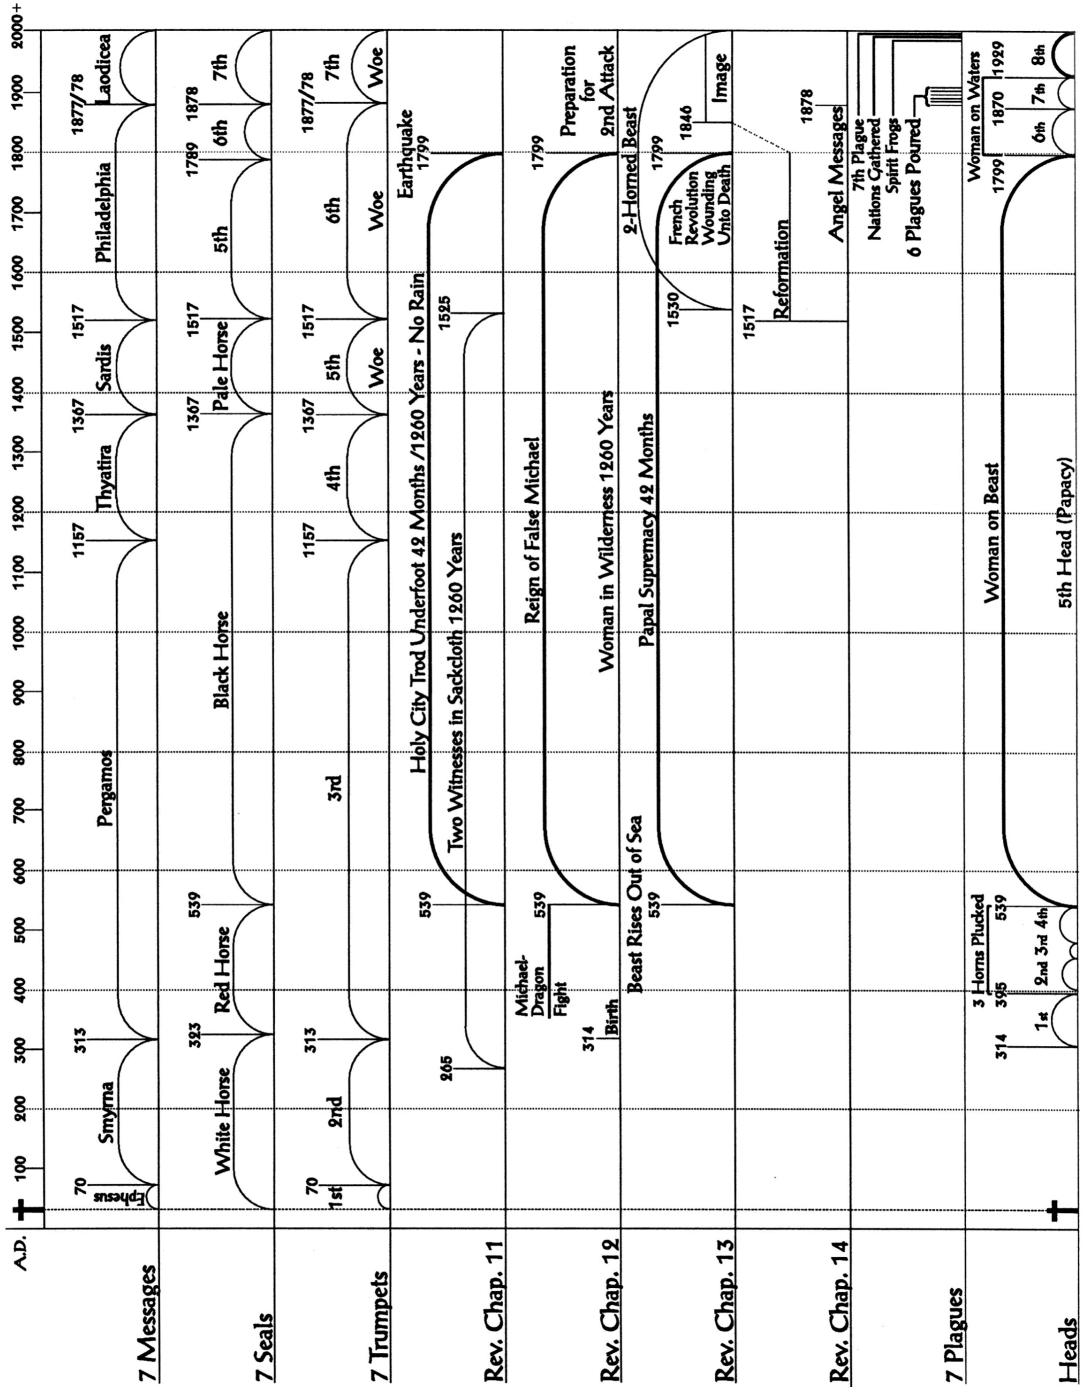 A.D.
100
200
300
400
500
600
700
800
900
1000
1100
1200
1300
1400
1500
1600
1700
1800
1900
2000+
7 Messages
70
313
1157
1367
1517
1877/78
Ephesus
Smyrna
Pergamos
Thyatira
Sardis
Philadelphia
Laodicea
7 Seals
323
539
1367
1517
1789
1878
White Horse
Red Horse
Black Horse
Pale Horse
5th
6th
7th
7 Trumpets
70
313
1157
1367
1517
1877/78
1st
2nd
3rd
4th
5th
6th
7th
Woe
Woe
Woe
Rev. Chap. 11
Earthquake
Holy City Trod Underfoot 42 Months /1260 Years - No Rain
539
1799
Two Witnesses in Sackcloth 1260 Years
265
1525
Rev. Chap. 12
Michael-
Dragon
Fight
539
Reign of False Michael
1799
Preparation
for
2nd Attack
314
Birth
Woman in Wilderness 1260 Years
Rev. Chap. 13
Beast Rises Out of Sea
2-Horned Beast
539
Papal Supremacy 42 Months
1799
1530
French
Revolution
Wounding
Unto Death
1846
Image
Rev. Chap. 14
1517
Reformation
1878
Angel Messages
7 Plagues
7th Plague
Nations Gathered
Spirit Frogs
6 Plagues Poured
Heads
3 Horns Plucked
Woman on Beast
Woman on Waters
314
395
539
1799
1870
1929
1st
2nd
3rd
4th
5th Head (Papacy)
6th
7th
8th